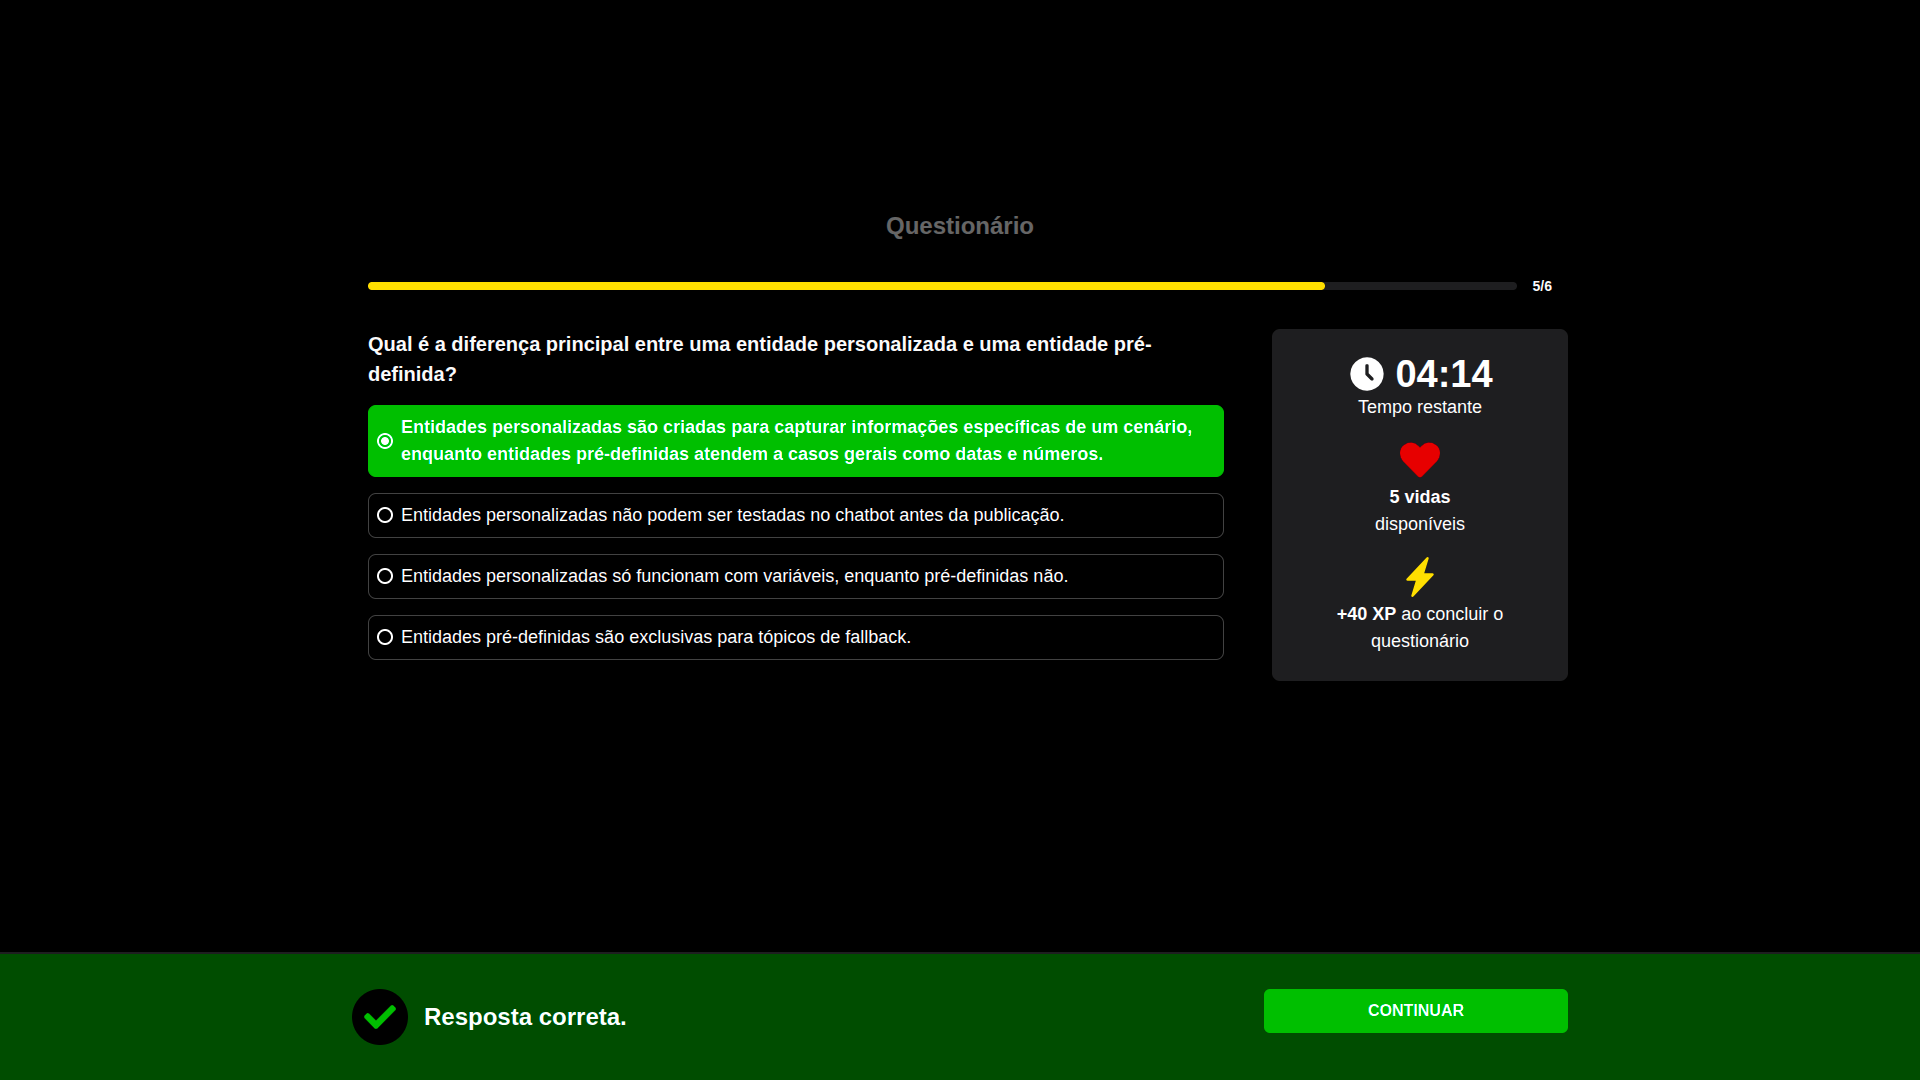 Questionário
5/6
Qual é a diferença principal entre uma entidade personalizada e uma entidade pré-
definida?
Entidades personalizadas são criadas para capturar informações específicas de um cenário,
enquanto entidades pré-definidas atendem a casos gerais como datas e números.
Entidades personalizadas não podem ser testadas no chatbot antes da publicação.
Entidades personalizadas só funcionam com variáveis, enquanto pré-definidas não.
Entidades pré-definidas são exclusivas para tópicos de fallback.
04:14
Tempo restante
5 vidas
disponíveis
+40 XP ao concluir o
questionário
Resposta correta.
CONTINUAR